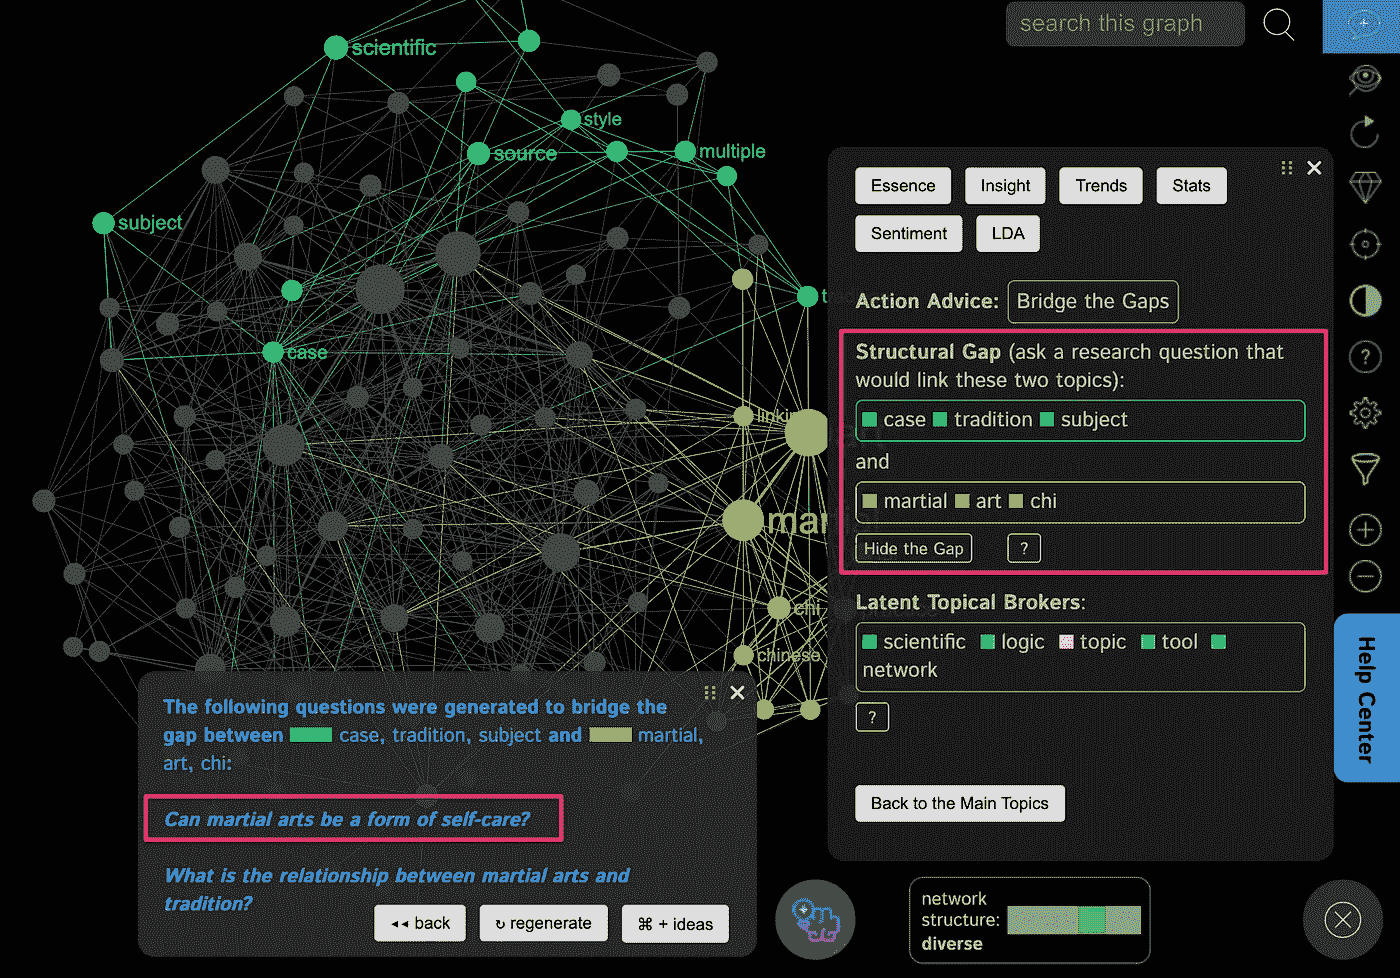 search this graph
scientific
style
source
multiple
subject
case
chi
chinese
Essence
Insight
Trends
Stats
Sentiment
LDA
Action Advice: Bridge the Gaps
Structural Gap (ask a research question that
would link these two topics):
case tradition subject
and
martial art chi
Hide the Gap
?
Latent Topical Brokers:
scientific logic topic tool
network
?
Back to the Main Topics
Help Center
The following questions were generated to bridge the
gap between case, tradition, subject and martial,
art, chi:
Can martial arts be a form of self-care?
What is the relationship between martial arts and
tradition?
◄◄ back
↻ regenerate
⌘ + ideas
network
structure:
diverse